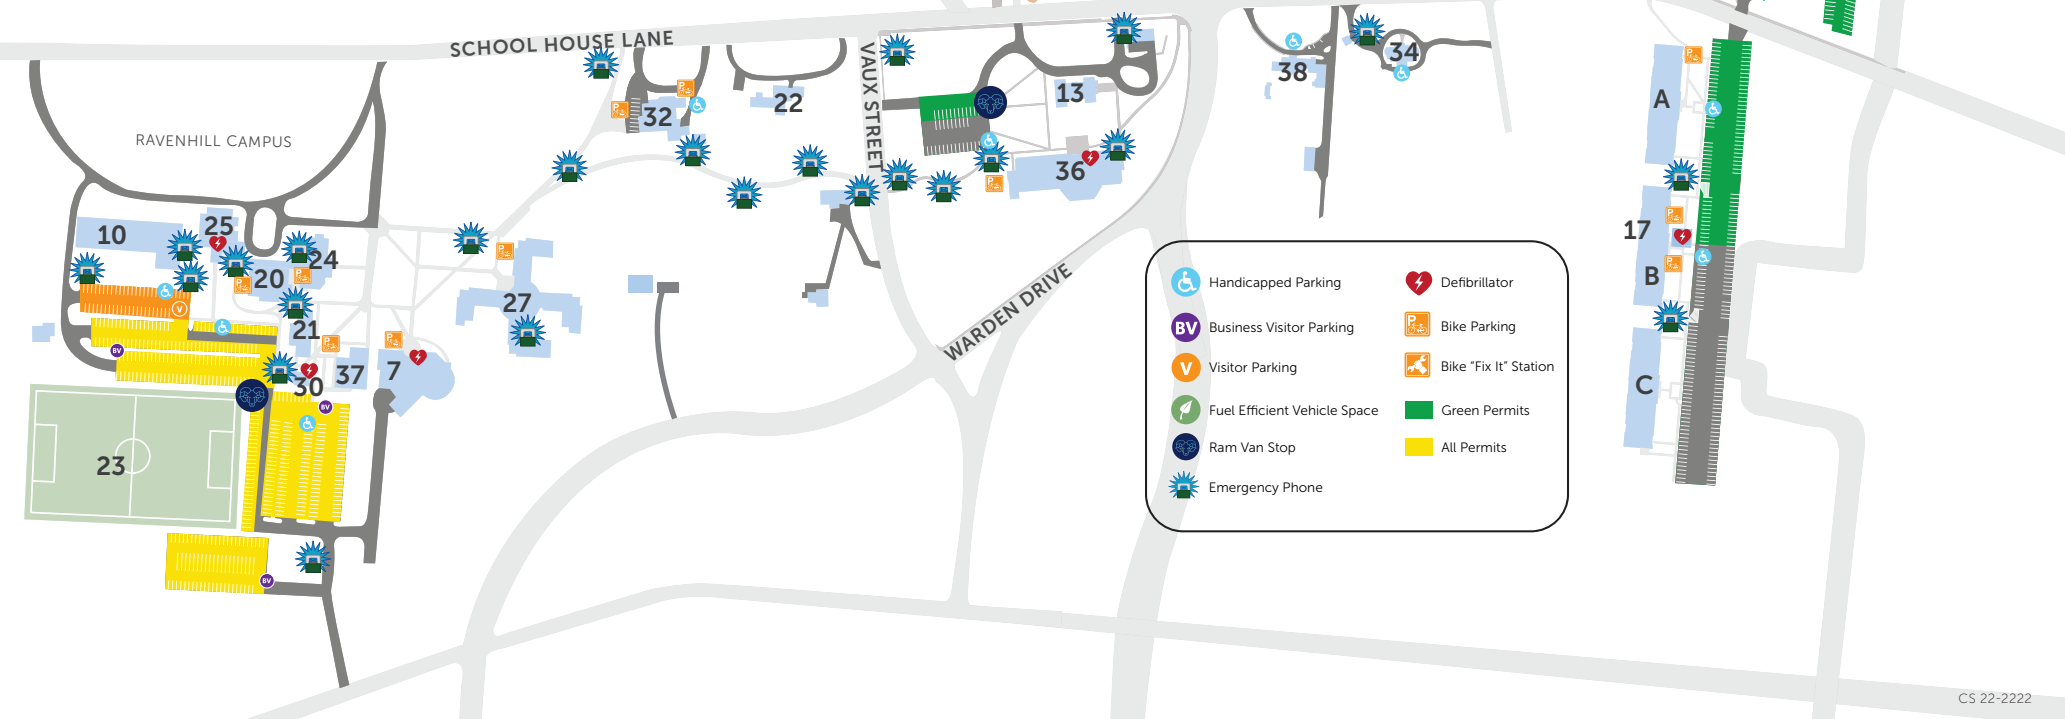 SCHOOL HOUSE LANE
VAUX STREET
WARDEN DRIVE
RAVENHILL CAMPUS
34
38
13
22
32
36
A
17
B
C
10
25
24
20
27
21
30
37
7
23
Handicapped Parking
BV Business Visitor Parking
V Visitor Parking
Fuel Efficient Vehicle Space
Ram Van Stop
Emergency Phone
Defibrillator
P Bike Parking
Bike "Fix It" Station
Green Permits
All Permits
V
BV
BV
BV
P
P
P
P
P
P
P
P
P
P
P
P
CS 22-2222